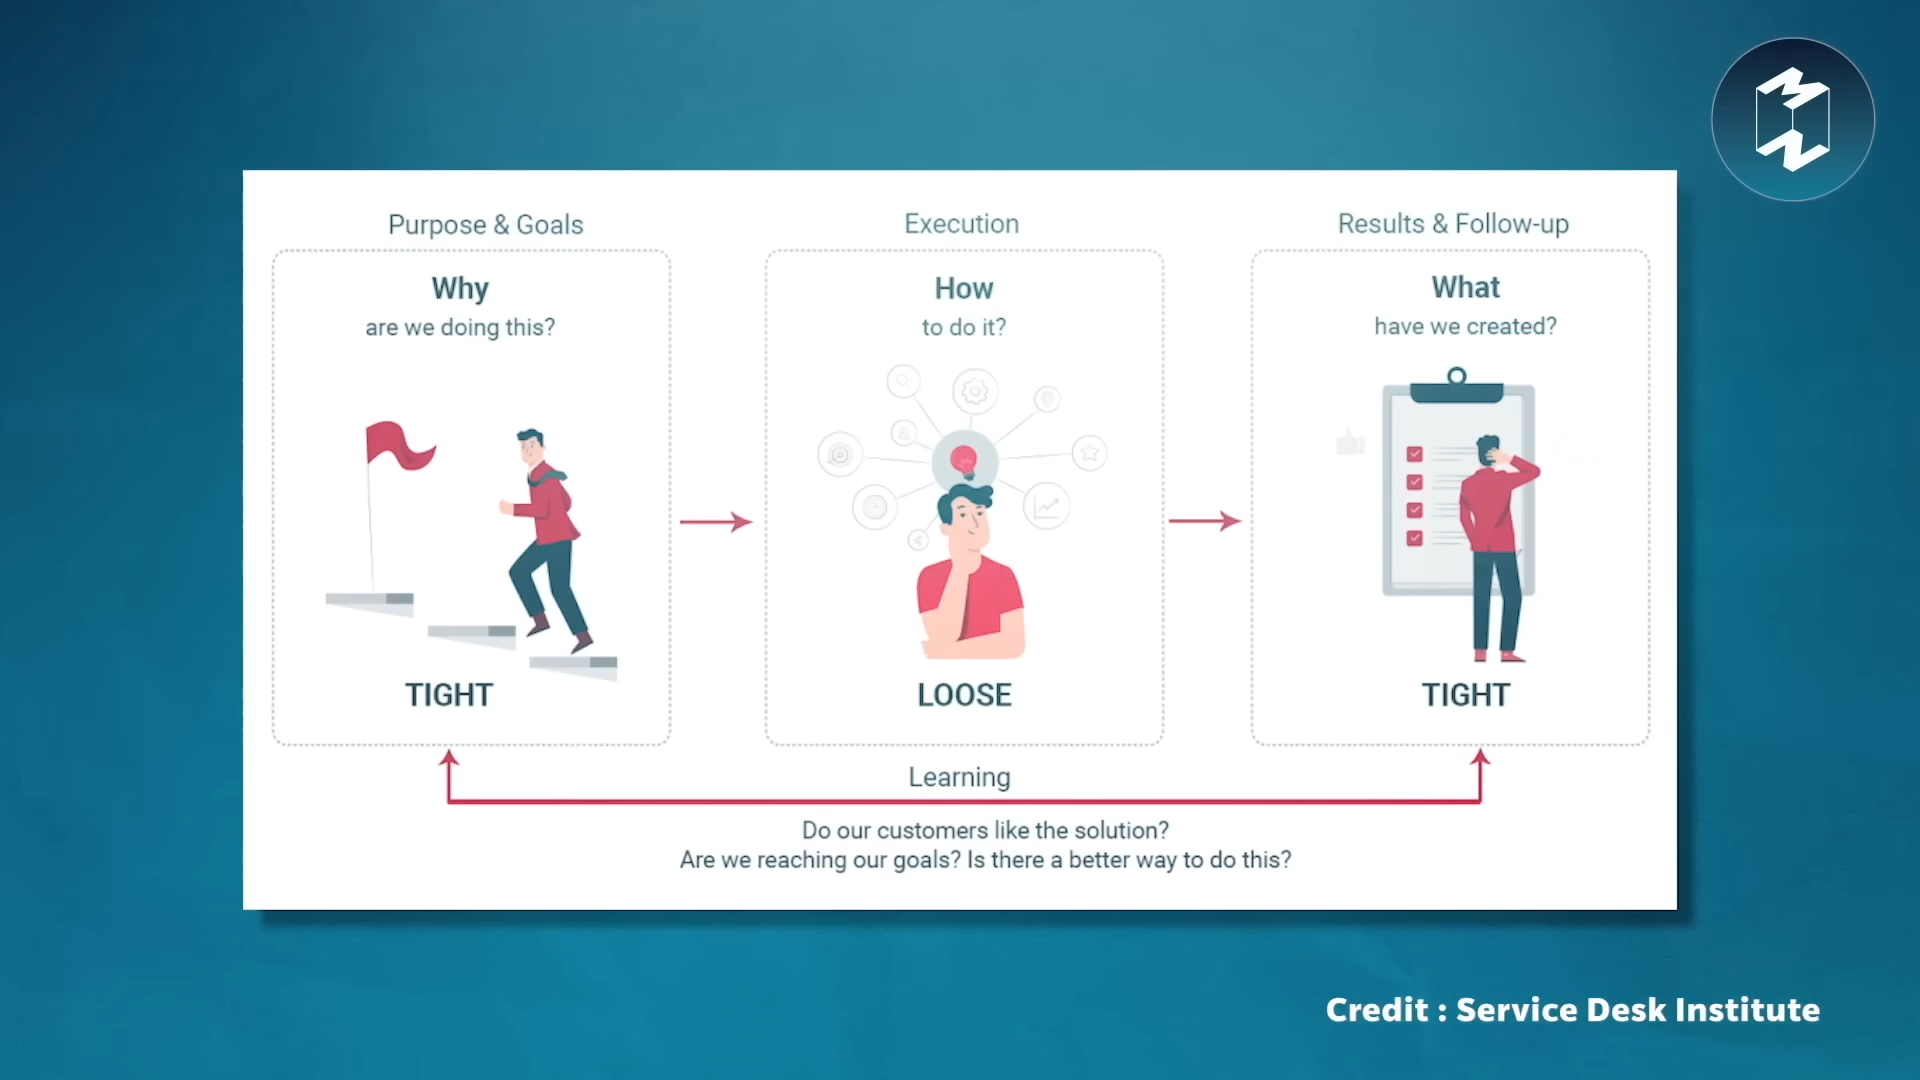 Purpose & Goals
Why
are we doing this?
TIGHT
Execution
How
to do it?
LOOSE
Results & Follow-up
What
have we created?
TIGHT
Learning
Do our customers like the solution?
Are we reaching our goals? Is there a better way to do this?
Credit : Service Desk Institute